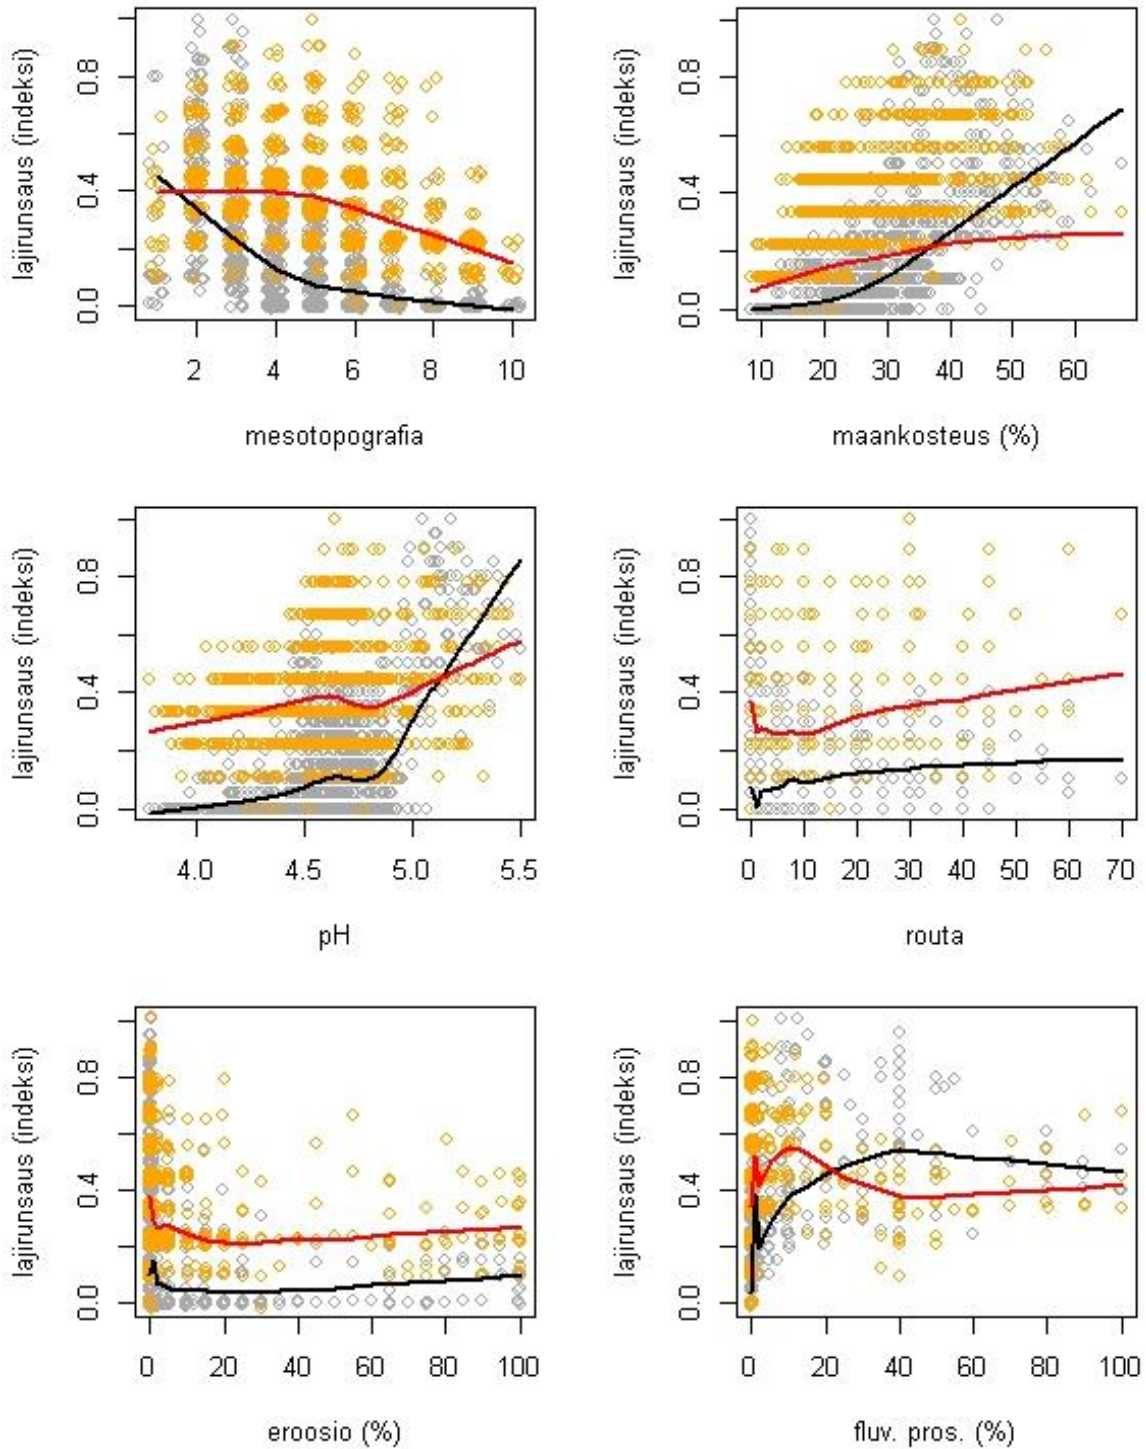 lajirunsaus (indeksi)
0.0 0.4 0.8
2 4 6 8 10
mesotopografia
lajirunsaus (indeksi)
0.0 0.4 0.8
10 20 30 40 50 60
maankosteus (%)
lajirunsaus (indeksi)
0.0 0.4 0.8
4.0 4.5 5.0 5.5
pH
lajirunsaus (indeksi)
0.0 0.4 0.8
0 10 20 30 40 50 60 70
routa
lajirunsaus (indeksi)
0.0 0.4 0.8
0 20 40 60 80 100
eroosio (%)
lajirunsaus (indeksi)
0.0 0.4 0.8
0 20 40 60 80 100
fluv. pros. (%)